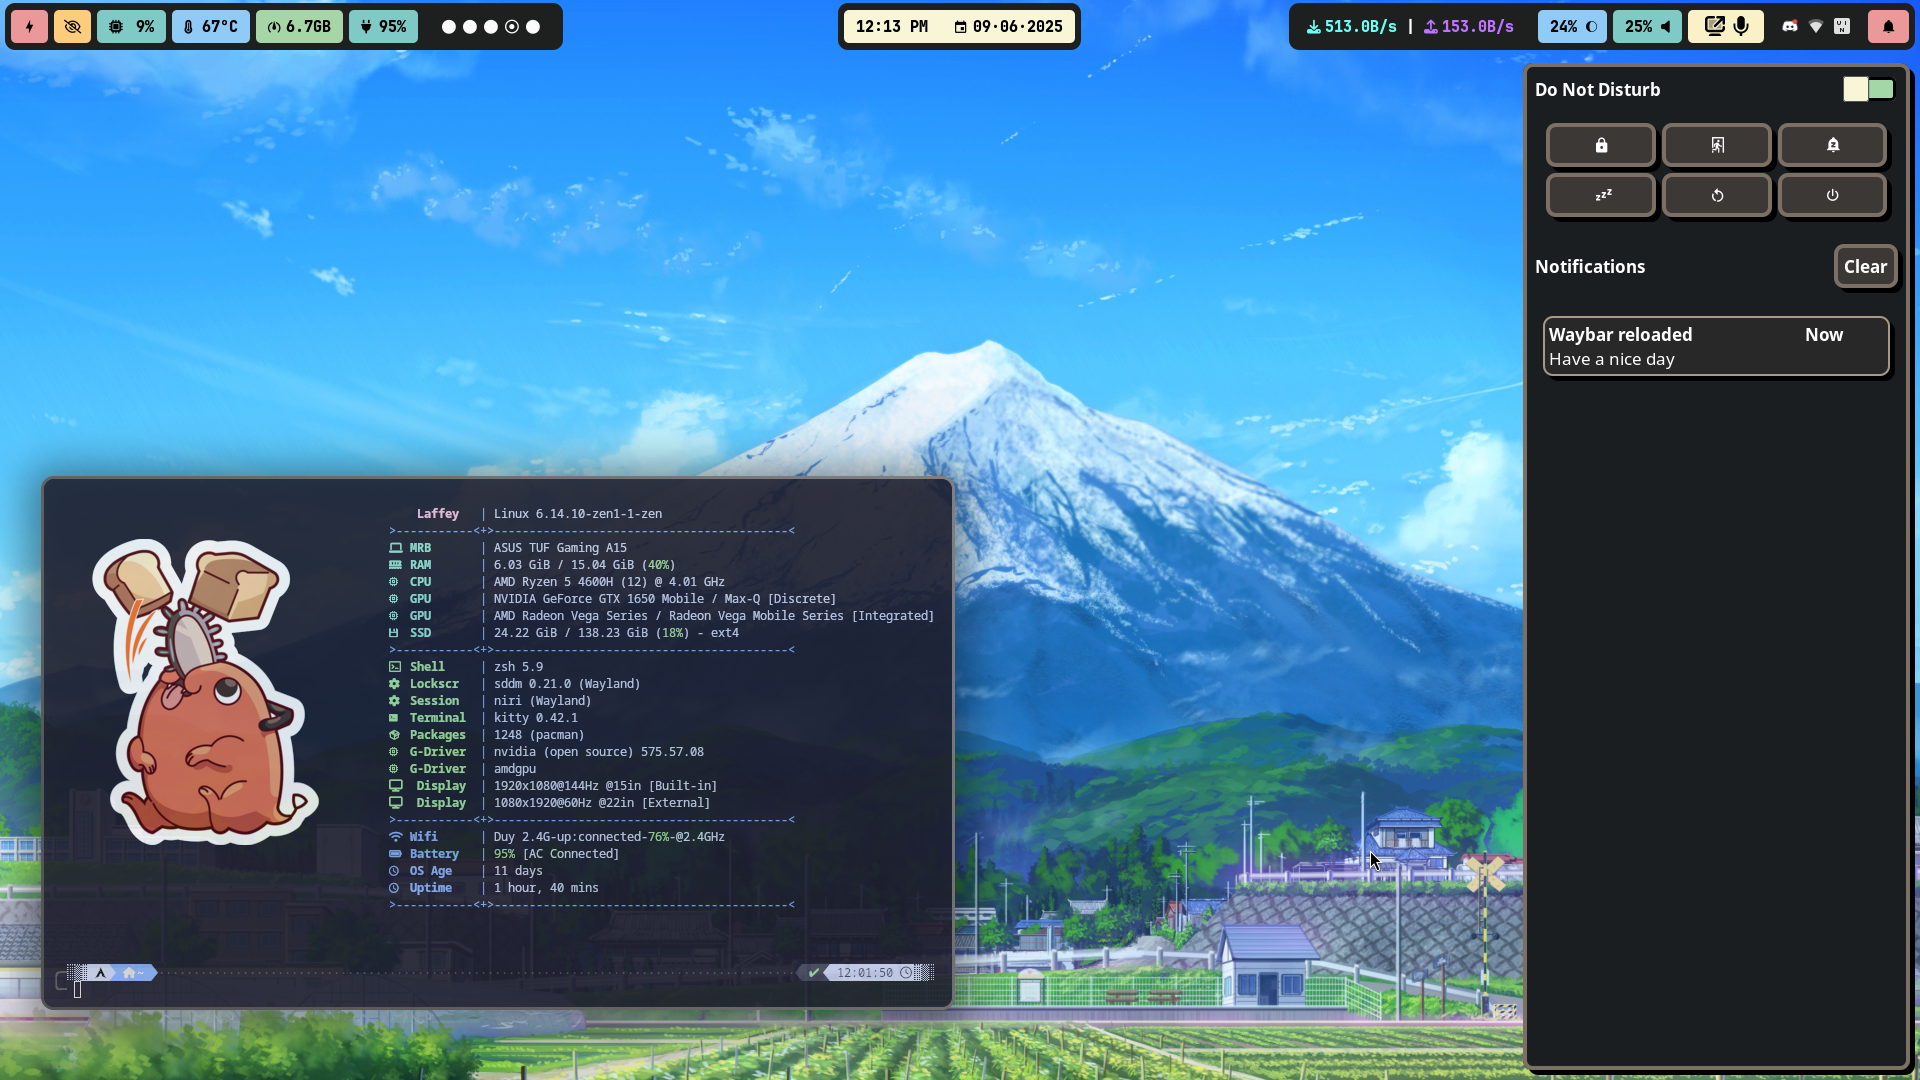 9% 67°C 6.7GB 95%
12:13 PM 09·06·2025
513.0B/s | 153.0B/s 24% 25%
Do Not Disturb
zzZ
Notifications Clear
Waybar reloaded Now
Have a nice day
Laffey | Linux 6.14.10-zen1-1-zen
>-----------<+>-------------------------------------<
MRB | ASUS TUF Gaming A15
RAM | 6.03 GiB / 15.04 GiB (40%)
CPU | AMD Ryzen 5 4600H (12) @ 4.01 GHz
GPU | NVIDIA GeForce GTX 1650 Mobile / Max-Q [Discrete]
GPU | AMD Radeon Vega Series / Radeon Vega Mobile Series [Integrated]
SSD | 24.22 GiB / 138.23 GiB (18%) - ext4
>-----------<+>-------------------------------------<
Shell | zsh 5.9
Lockscr | sddm 0.21.0 (Wayland)
Session | niri (Wayland)
Terminal | kitty 0.42.1
Packages | 1248 (pacman)
G-Driver | nvidia (open source) 575.57.08
G-Driver | amdgpu
Display | 1920x1080@144Hz @15in [Built-in]
Display | 1080x1920@60Hz @22in [External]
>-----------<+>-------------------------------------<
Wifi | Duy 2.4G-up:connected-76%-@2.4GHz
Battery | 95% [AC Connected]
OS Age | 11 days
Uptime | 1 hour, 40 mins
>-----------<+>-------------------------------------<
~ ✔ 12:01:50